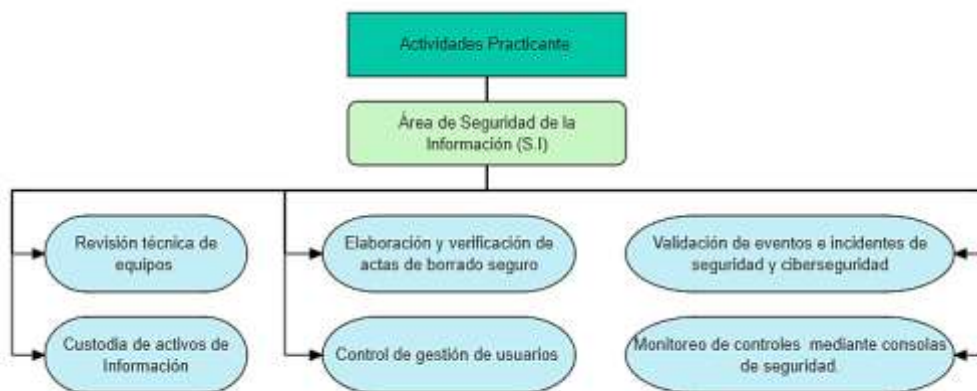 Actividades Practicante
Área de Seguridad de la
Información (S.I)
Revisión técnica de
equipos
Elaboración y verificación de
actas de borrado seguro
Validación de eventos e incidentes de
seguridad y ciberseguridad
Custodia de activos de
Información
Control de gestión de usuarios
Monitoreo de controles mediante consolas
de seguridad.